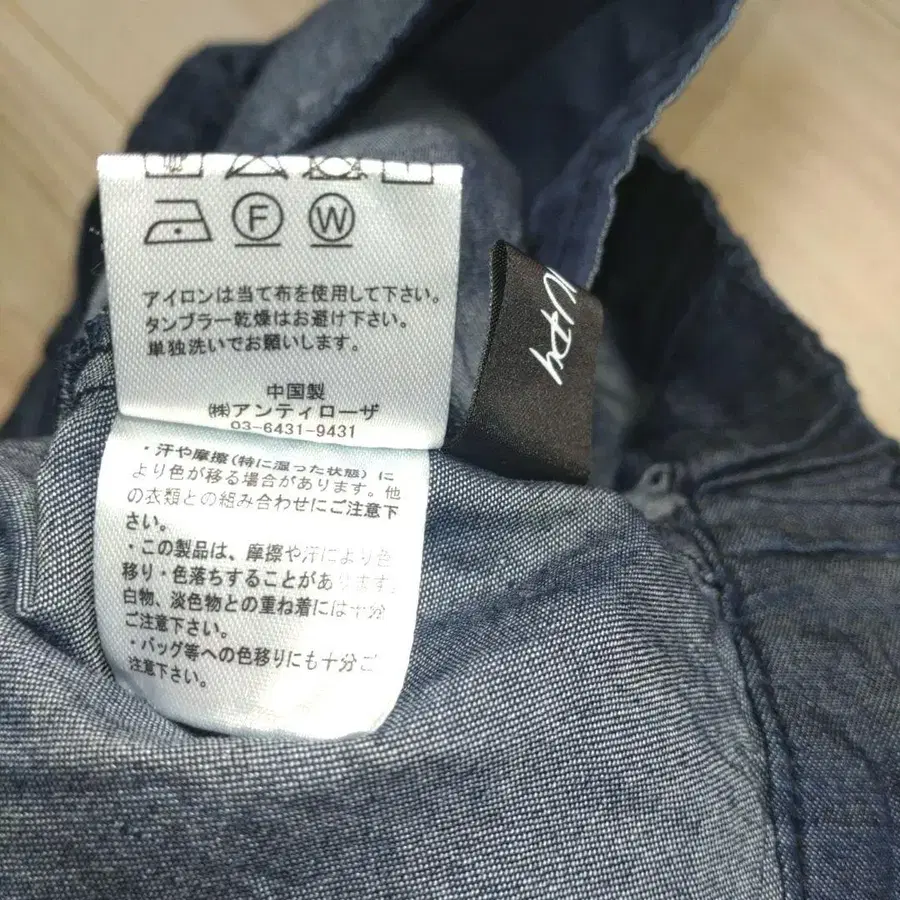 F W
アイロンは当て布を使用して下さい。
タンブラー乾燥はお避け下さい。
単独洗いでお願いします。
中国製
㈱アンティローザ
03-6431-9431
・汗や摩擦(特に湿った状態)に
より色が移る場合があります。他
の衣類との組み合わせにご注意下
さい。
・この製品は、摩擦や汗により色
移り・色落ちすることがあります。
白物、淡色物との重ね着には十分
ご注意下さい。
・バッグ等への色移りにも十分ご
注意下さい。